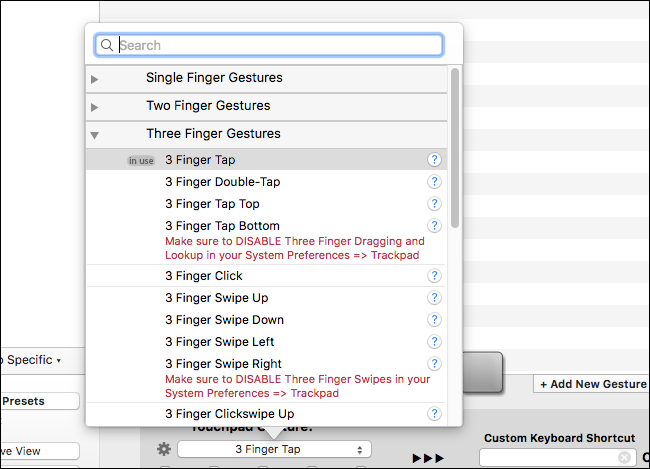 Search
Single Finger Gestures
Two Finger Gestures
Three Finger Gestures
in use 3 Finger Tap ?
3 Finger Double-Tap ?
3 Finger Tap Top ?
3 Finger Tap Bottom ?
Make sure to DISABLE Three Finger Dragging and
Lookup in your System Preferences => Trackpad
3 Finger Click ?
3 Finger Swipe Up ?
3 Finger Swipe Down ?
3 Finger Swipe Left ?
3 Finger Swipe Right ?
Make sure to DISABLE Three Finger Swipes in your
System Preferences => Trackpad
3 Finger Clickswipe Up ?
Specific
+ Add New Gesture
Presets
Touchpad Gesture:
Custom Keyboard Shortcut
View
3 Finger Tap